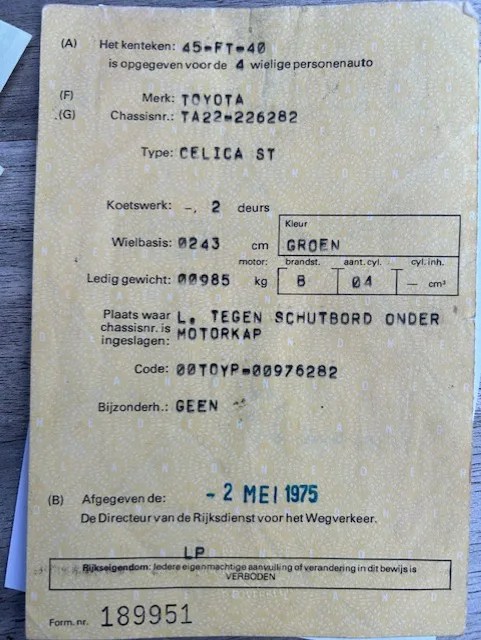 (A) Het kenteken: 45-FT-40
is opgegeven voor de 4 wielige personenauto
(F) Merk: TOYOTA
(G) Chassisnr.: TA22-226282
Type: CELICA ST
Koetswerk: -, 2 deurs
Kleur
Wielbasis: 0243 cm GROEN
motor: brandst. aant. cyl. cyl. inh.
Ledig gewicht: 00985 kg B 04 — cm³
Plaats waar L. TEGEN SCHUTBORD ONDER
chassisnr. is MOTORKAP
ingeslagen:
Code: 00TOYP-00976282
Bijzonderh.: GEEN
(B) Afgegeven de: - 2 MEI 1975
De Directeur van de Rijksdienst voor het Wegverkeer.
LP
Rijkseigendom: Iedere eigenmachtige aanvulling of verandering in dit bewijs is
VERBODEN
Form. nr. 189951